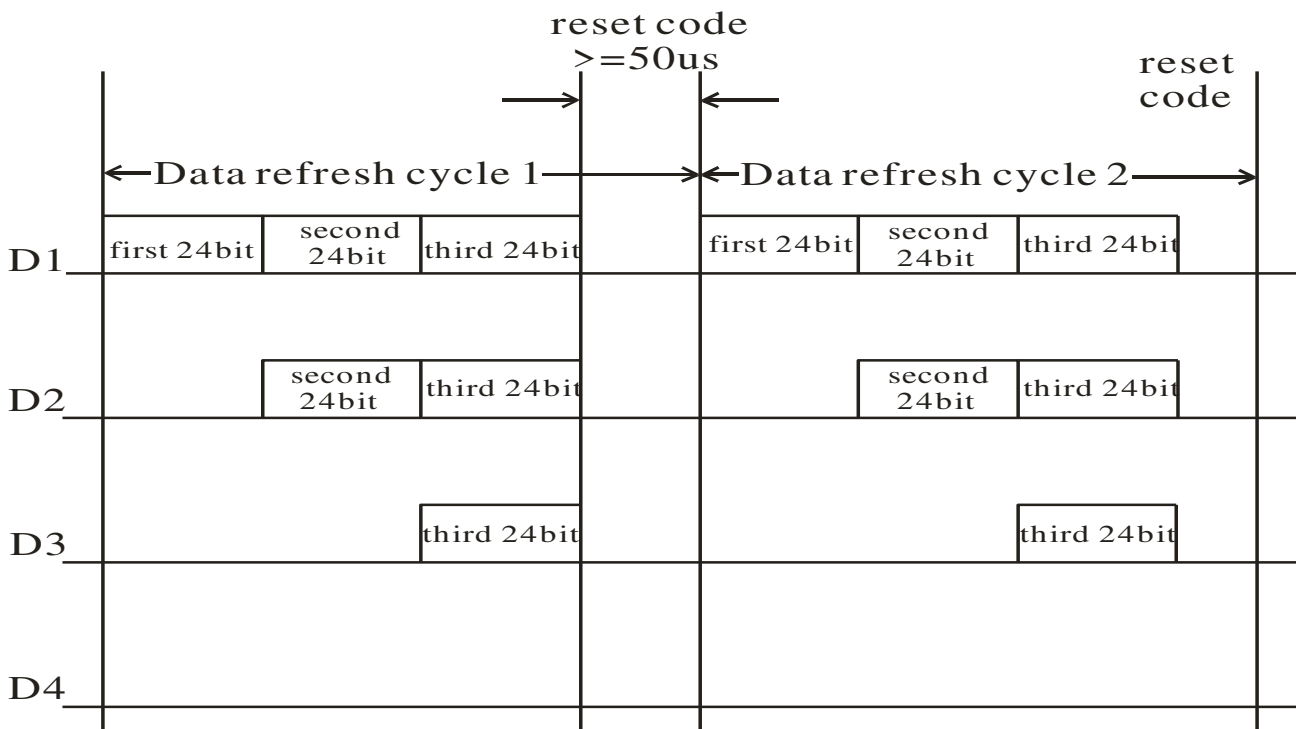 reset code
>=50us
reset
code
Data refresh cycle 1
Data refresh cycle 2
D1
first 24bit
second
24bit
third 24bit
first 24bit
second
24bit
third 24bit
D2
second
24bit
third 24bit
second
24bit
third 24bit
D3
third 24bit
third 24bit
D4